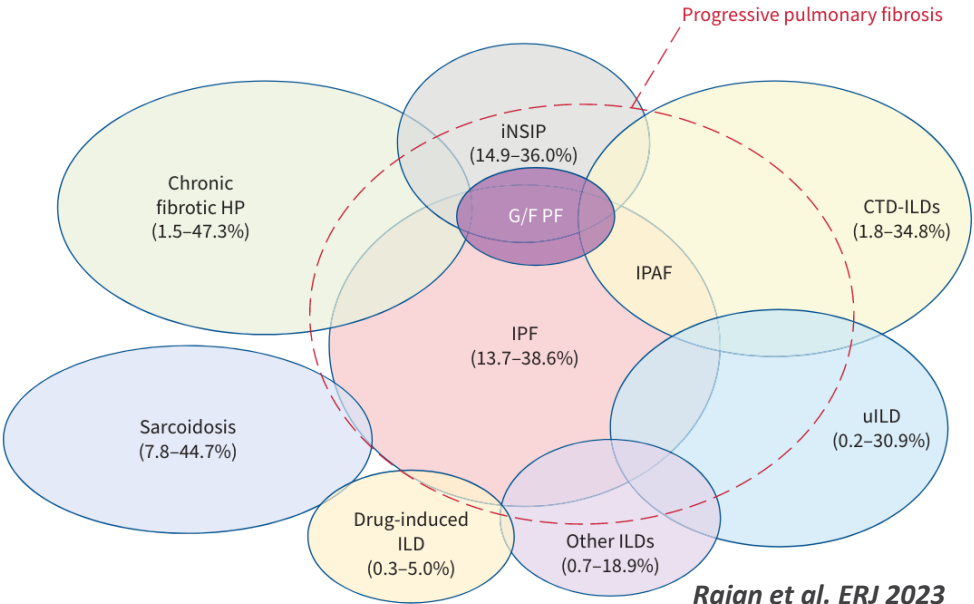 Progressive pulmonary fibrosis
iNSIP
(14.9–36.0%)
Chronic
fibrotic HP
(1.5–47.3%)
G/F PF
CTD-ILDs
(1.8–34.8%)
IPAF
IPF
(13.7–38.6%)
Sarcoidosis
(7.8–44.7%)
uILD
(0.2–30.9%)
Drug-induced
ILD
(0.3–5.0%)
Other ILDs
(0.7–18.9%)
Rajan et al. ERJ 2023